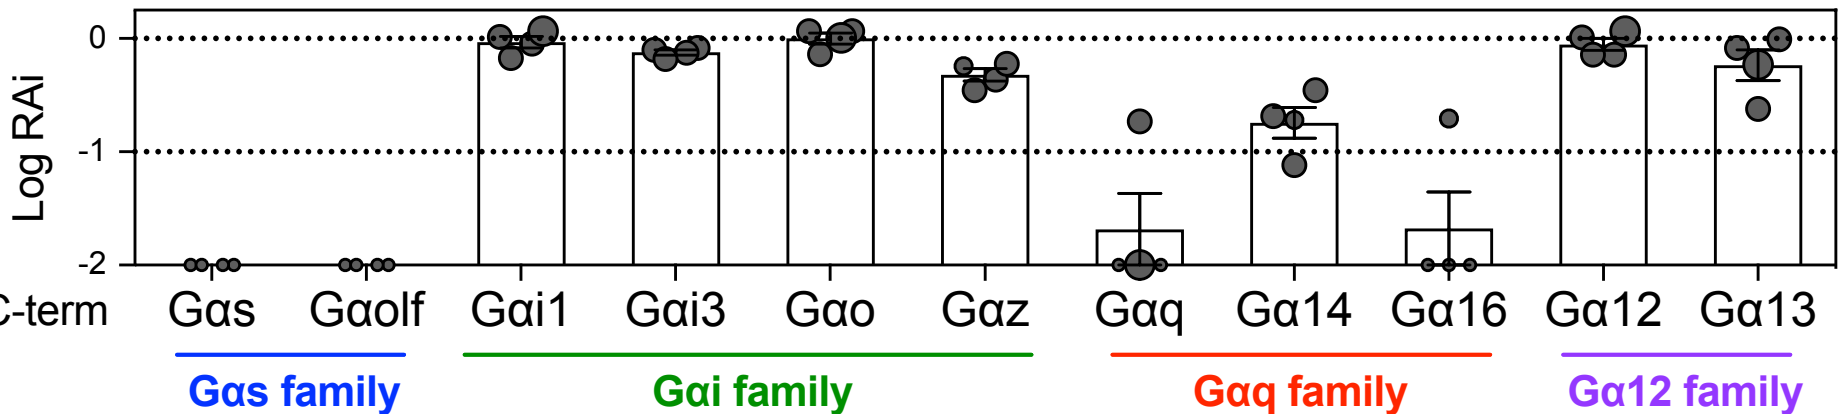 Log RAi
0
-1
-2
C-term Gαs Gαolf Gαi1 Gαi3 Gαo Gαz Gαq Gα14 Gα16 Gα12 Gα13
Gαs family Gαi family Gαq family Gα12 family